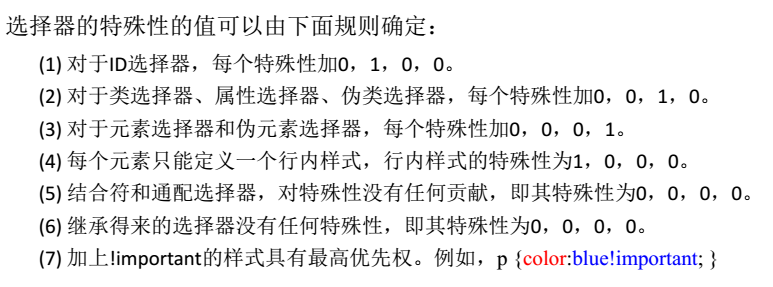 选择器的特殊性的值可以由下面规则确定：
(1) 对于ID选择器，每个特殊性加0，1，0，0。
(2) 对于类选择器、属性选择器、伪类选择器，每个特殊性加0，0，1，0。
(3) 对于元素选择器和伪元素选择器，每个特殊性加0，0，0，1。
(4) 每个元素只能定义一个行内样式，行内样式的特殊性为1，0，0，0。
(5) 结合符和通配选择器，对特殊性没有任何贡献，即其特殊性为0，0，0，0。
(6) 继承得来的选择器没有任何特殊性，即其特殊性为0，0，0，0。
(7) 加上!important的样式具有最高优先权。例如，p {color:blue!important; }